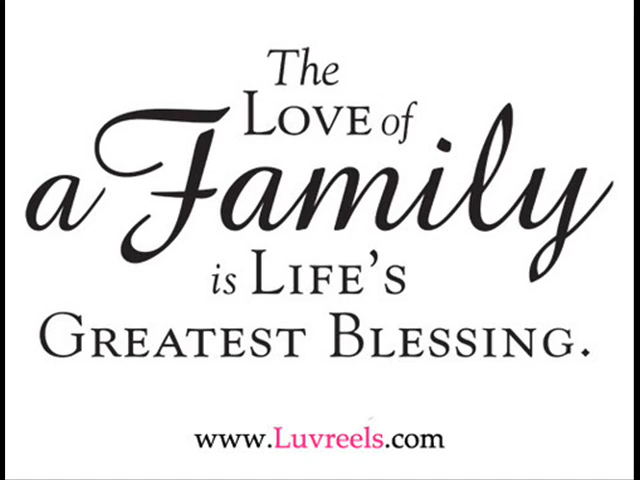 The
LOVE of
a Family
is LIFE'S
GREATEST BLESSING.
www.Luvreels.com